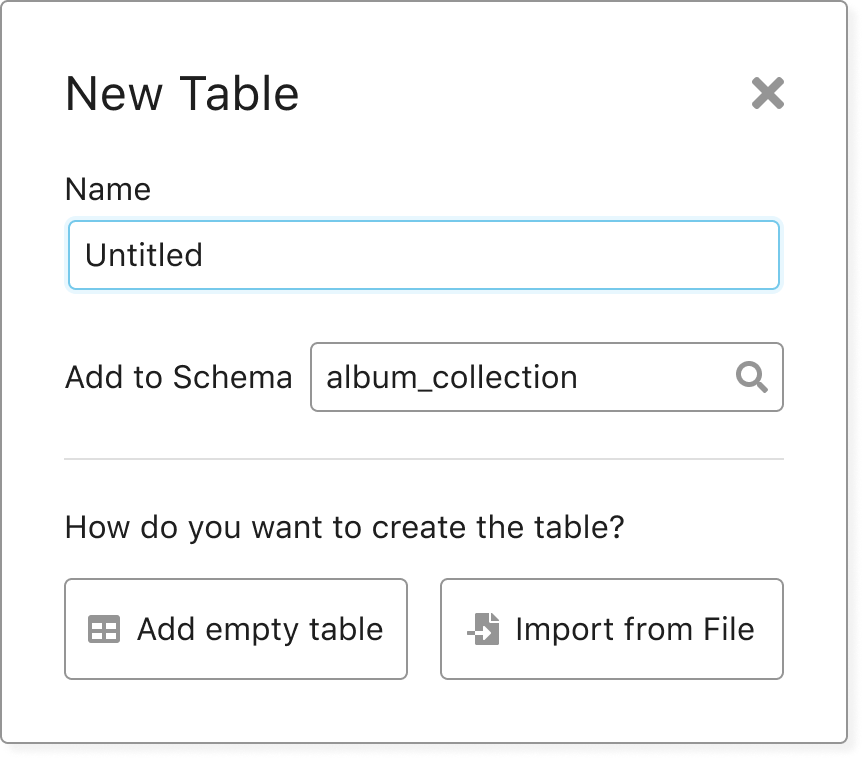 New Table
Name
Untitled
Add to Schema album_collection
How do you want to create the table?
Add empty table Import from File